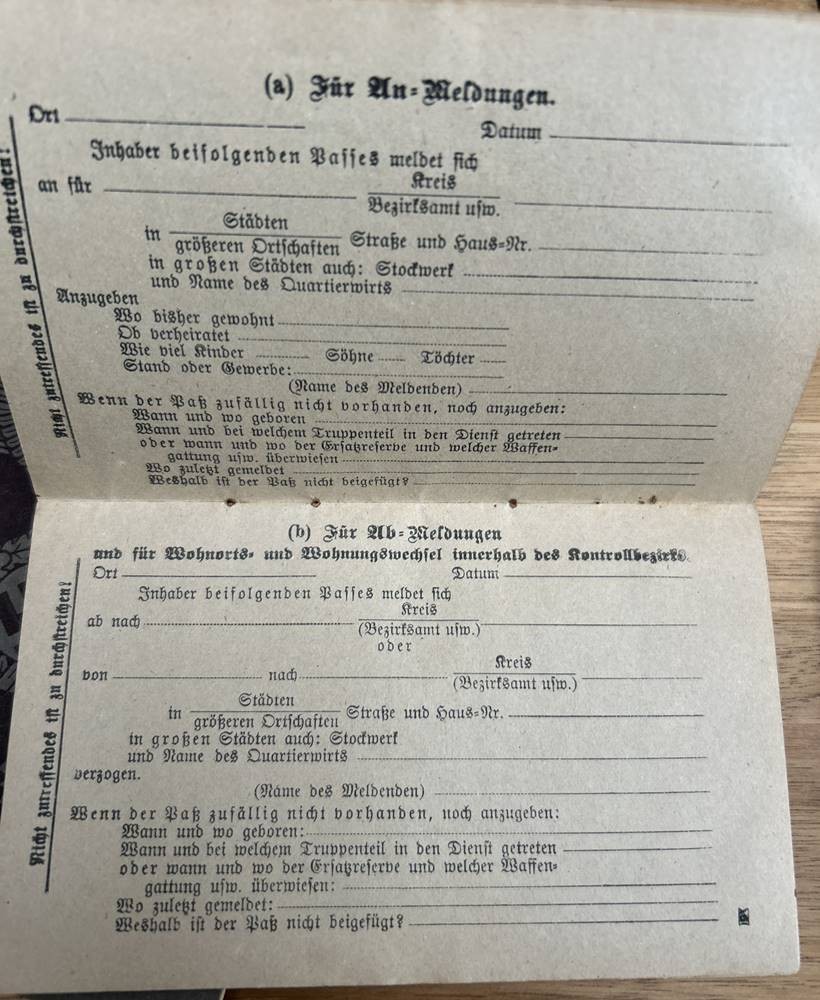 (a) Für An-Meldungen.
Ort
Datum
Inhaber beifolgenden Passes meldet sich
an für
Kreis
Bezirksamt usw.
in
Städten
größeren Ortschaften
Straße und Haus-Nr.
in großen Städten auch: Stockwerk
und Name des Quartierwirts
Anzugeben
Wo bisher gewohnt
Ob verheiratet
Wie viel Kinder
Söhne
Töchter
Stand oder Gewerbe:
(Name des Meldenden)
Wenn der Paß zufällig nicht vorhanden, noch anzugeben:
Wann und wo geboren
Wann und bei welchem Truppenteil in den Dienst getreten
oder wann und wo der Ersatzreserve und welcher Waffen-
gattung usw. überwiesen
Wo zuletzt gemeldet
Weshalb ist der Paß nicht beigefügt?
Nicht zutreffendes ist zu durchstreichen!
(b) Für Ab-Meldungen
und für Wohnorts- und Wohnungswechsel innerhalb des Kontrollbezirks.
Ort
Datum
Inhaber beifolgenden Passes meldet sich
ab nach
Kreis
(Bezirksamt usw.)
oder
von
nach
Kreis
(Bezirksamt usw.)
in
Städten
größeren Ortschaften
Straße und Haus-Nr.
in großen Städten auch: Stockwerk
und Name des Quartierwirts
verzogen.
(Name des Meldenden)
Wenn der Paß zufällig nicht vorhanden, noch anzugeben:
Wann und wo geboren:
Wann und bei welchem Truppenteil in den Dienst getreten
oder wann und wo der Ersatzreserve und welcher Waffen-
gattung usw. überwiesen:
Wo zuletzt gemeldet:
Weshalb ist der Paß nicht beigefügt?
Nicht zutreffendes ist zu durchstreichen!